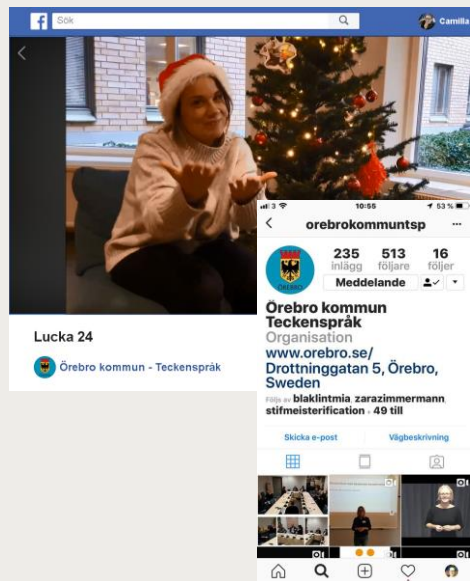 Sök
Camilla
Lucka 24
Örebro kommun - Teckenspråk
3
10:55
53 %
orebrokommuntsp
235 513 16
inlägg följare följer
Meddelande
ÖREBRO
Örebro kommun
Teckenspråk
Organisation
www.orebro.se/
Drottninggatan 5, Örebro,
Sweden
Följs av blaklintmia, zarazimmermann,
stifmeisterification + 49 till
Skicka e-post Vägbeskrivning